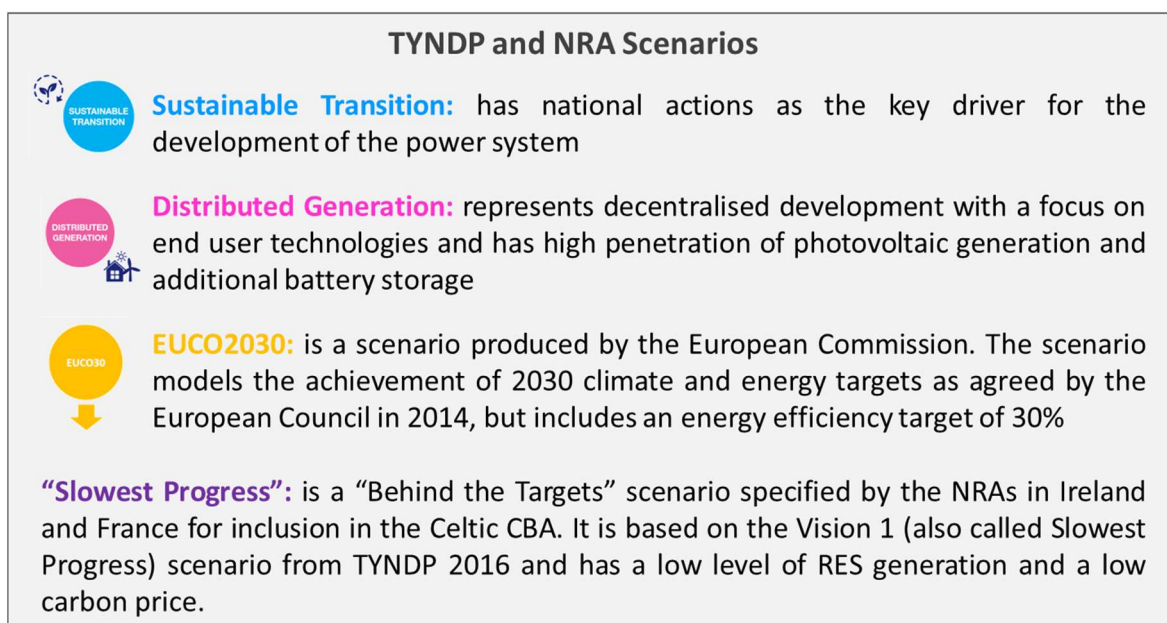 TYNDP and NRA Scenarios
SUSTAINABLE
TRANSITION
Sustainable Transition: has national actions as the key driver for the
development of the power system
DISTRIBUTED
GENERATION
Distributed Generation: represents decentralised development with a focus on
end user technologies and has high penetration of photovoltaic generation and
additional battery storage
EUCO30
EUCO2030: is a scenario produced by the European Commission. The scenario
models the achievement of 2030 climate and energy targets as agreed by the
European Council in 2014, but includes an energy efficiency target of 30%
“Slowest Progress”: is a “Behind the Targets” scenario specified by the NRAs in Ireland
and France for inclusion in the Celtic CBA. It is based on the Vision 1 (also called Slowest
Progress) scenario from TYNDP 2016 and has a low level of RES generation and a low
carbon price.